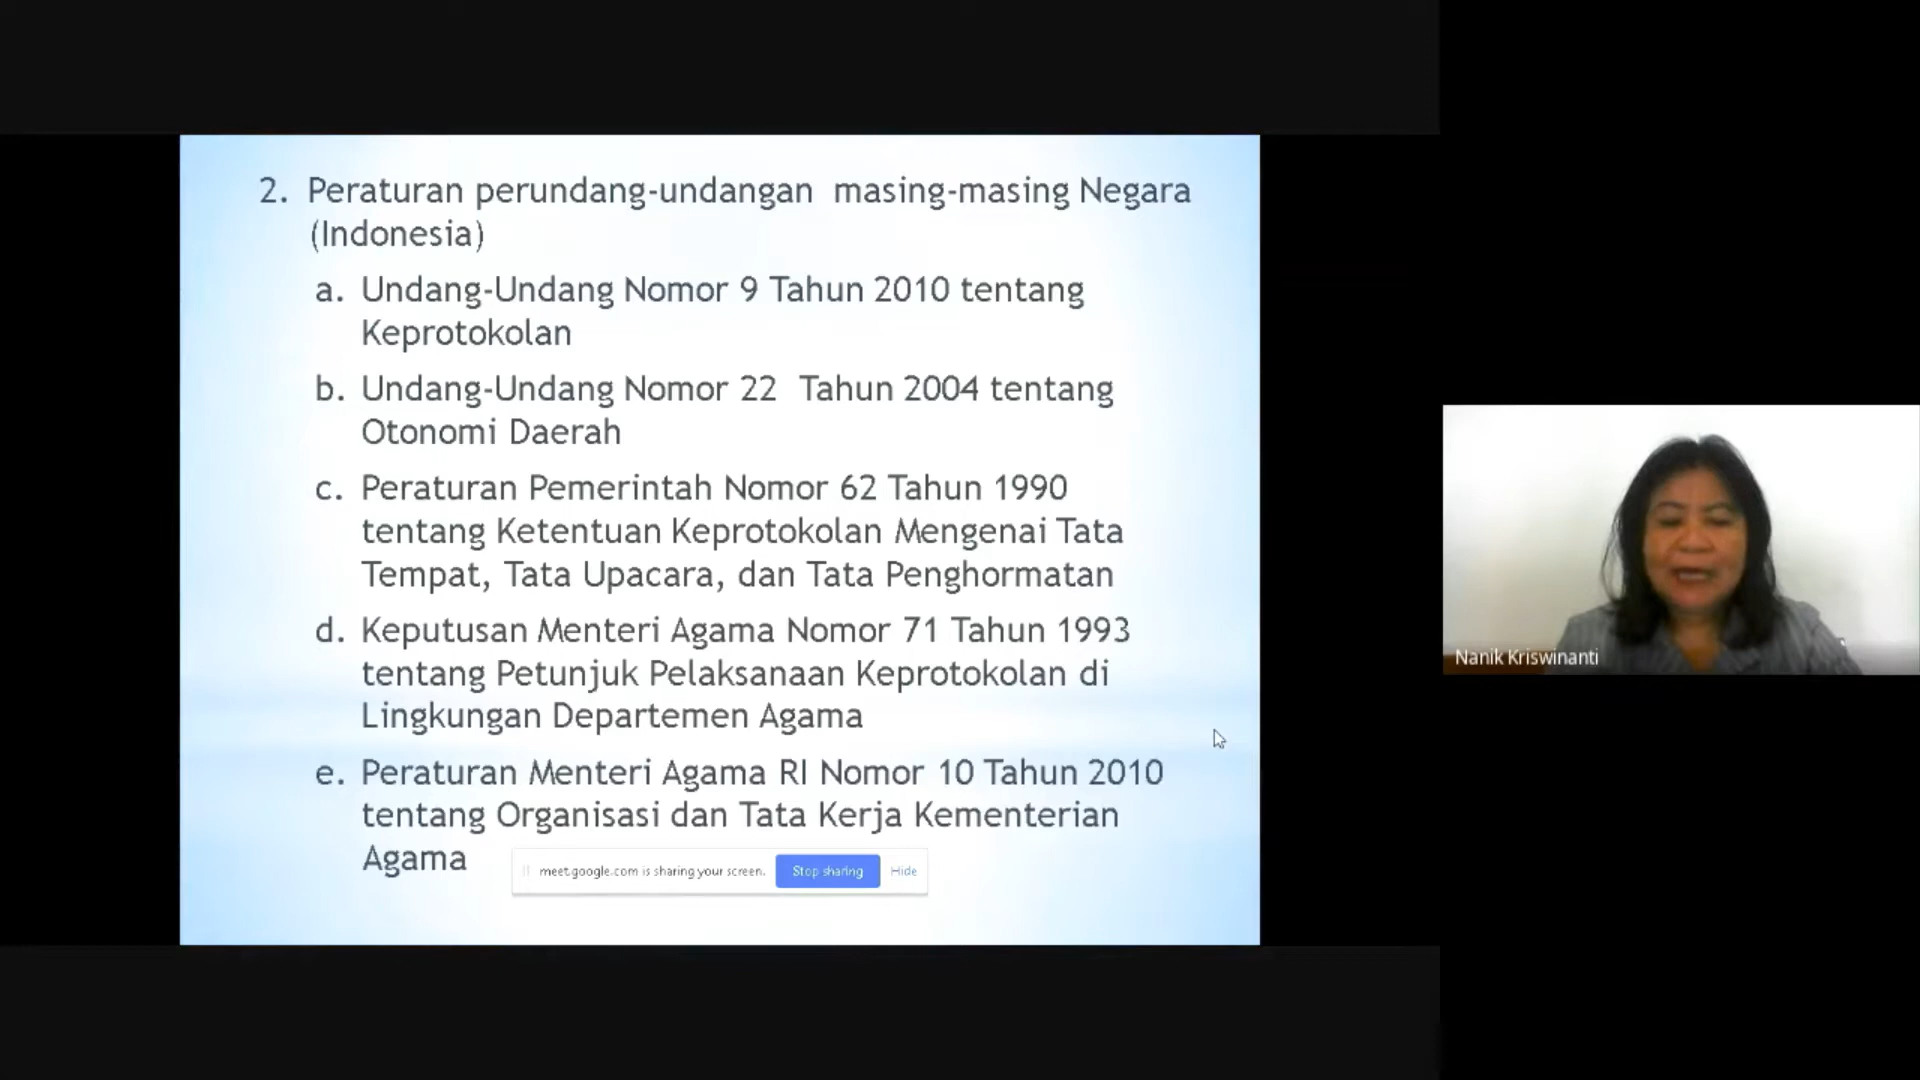 2. Peraturan perundang-undangan masing-masing Negara
(Indonesia)
a. Undang-Undang Nomor 9 Tahun 2010 tentang
Keprotokolan
b. Undang-Undang Nomor 22 Tahun 2004 tentang
Otonomi Daerah
c. Peraturan Pemerintah Nomor 62 Tahun 1990
tentang Ketentuan Keprotokolan Mengenai Tata
Tempat, Tata Upacara, dan Tata Penghormatan
d. Keputusan Menteri Agama Nomor 71 Tahun 1993
tentang Petunjuk Pelaksanaan Keprotokolan di
Lingkungan Departemen Agama
e. Peraturan Menteri Agama RI Nomor 10 Tahun 2010
tentang Organisasi dan Tata Kerja Kementerian
Agama
meet.google.com is sharing your screen. Stop sharing Hide
Nanik Kriswinanti